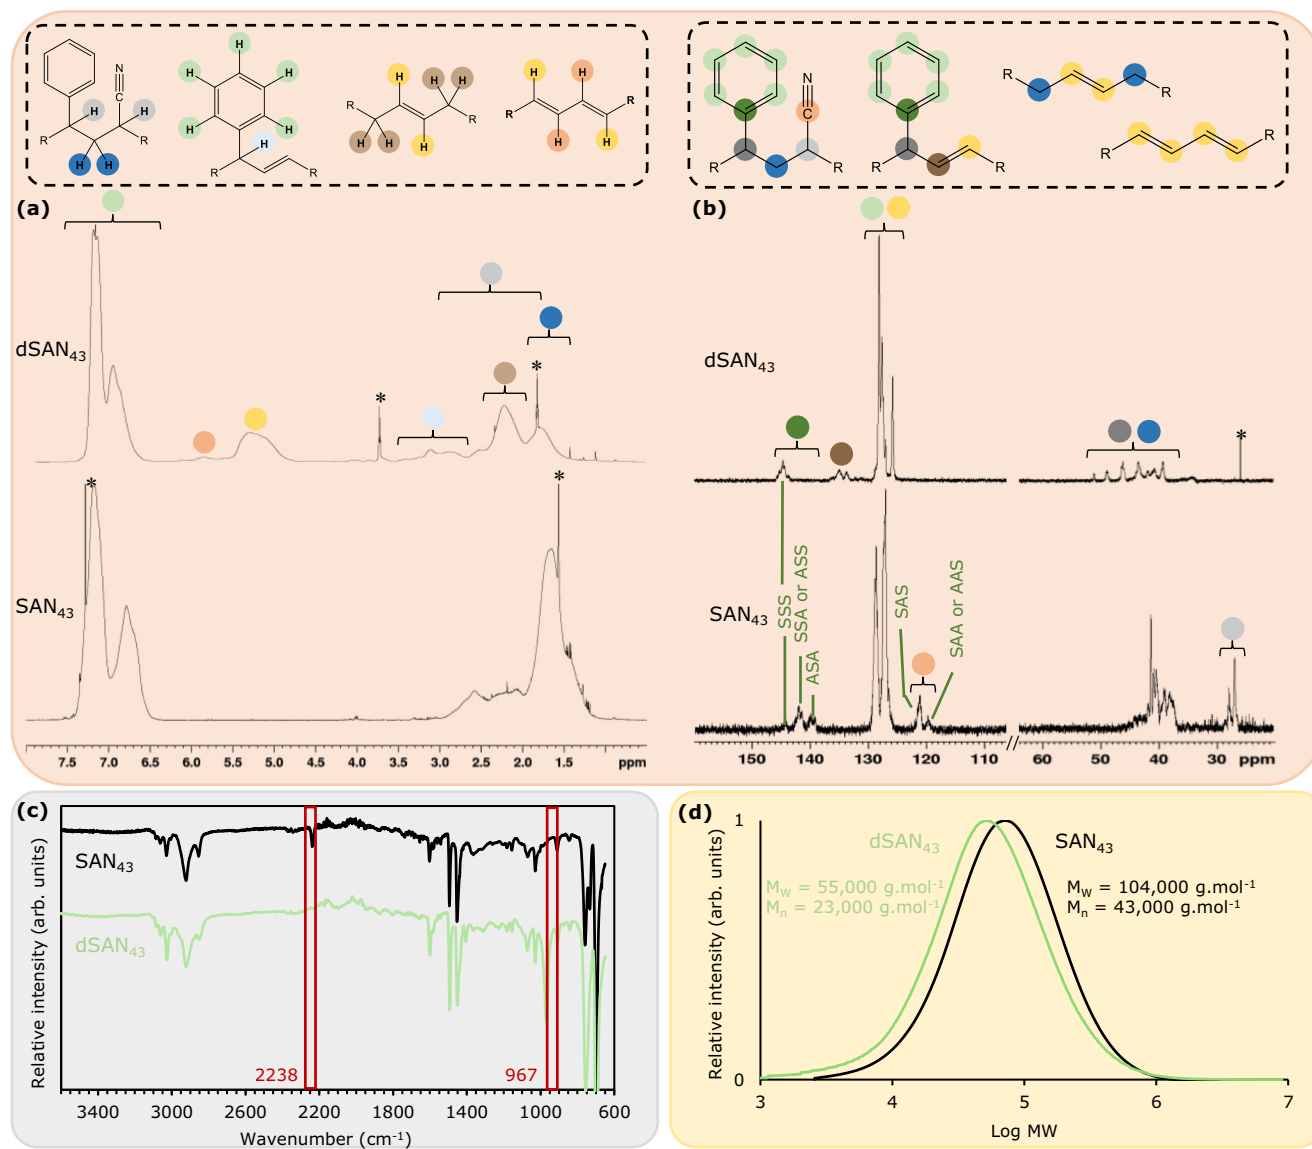 N
C
H H
R R
H H
H
H H
H H
H
R R
H H H
R
R
H H H
H H
R
R
H H
N
C
R R
R R
R
R
R
R
(a)
dSAN43
* *
SAN43
* *
7.5 7.0 6.5 6.0 5.5 5.0 4.5 4.0 3.5 3.0 2.5 2.0 1.5 ppm
(b)
dSAN43
*
SAN43
SSS
SSA or ASS
ASA
SAS
SAA or AAS
150 140 130 120 110 60 50 40 30 ppm
(c)
Relative intensity (arb. units)
SAN43
dSAN43
2238 967
3400 3000 2600 2200 1800 1400 1000 600
Wavenumber (cm-1)
(d)
Relative intensity (arb. units)
1
0
dSAN43
MW = 55,000 g.mol-1
Mn = 23,000 g.mol-1
SAN43
MW = 104,000 g.mol-1
Mn = 43,000 g.mol-1
3 4 5 6 7
Log MW